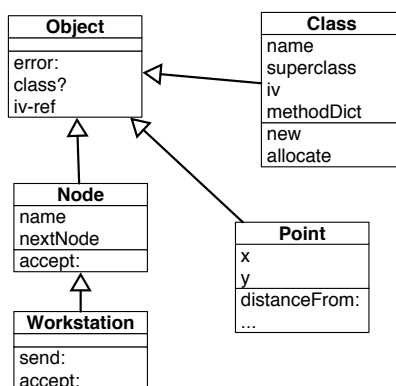 Object
error:
class?
iv-ref
Class
name
superclass
iv
methodDict
new
allocate
Node
name
nextNode
accept:
Point
x
y
distanceFrom:
...
Workstation
send:
accept: